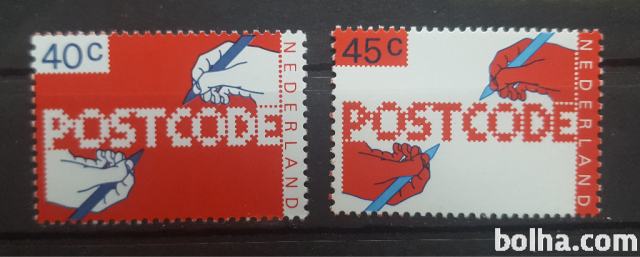 40c
POSTCODE
NEDERLAND
45c
POSTCODE
NEDERLAND
bolha.com